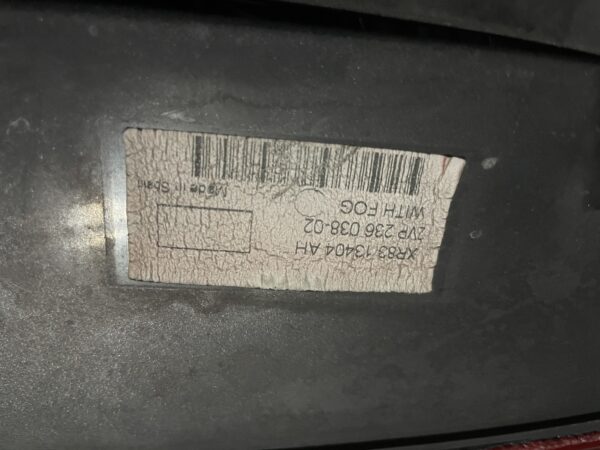 XR83 13404 AH
2VP 236 038-02
WITH FOG
Made in Spain